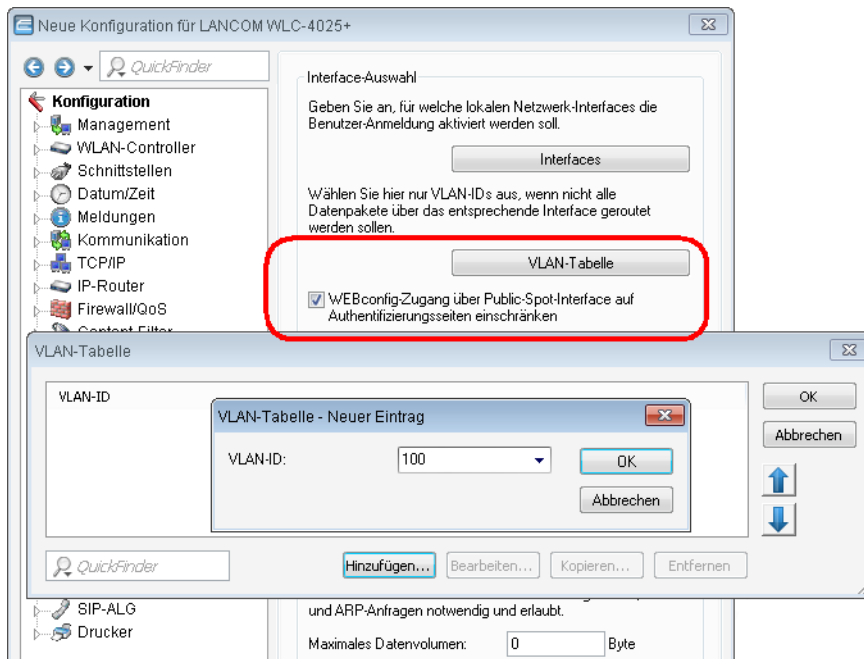 Neue Konfiguration für LANCOM WLC-4025+
QuickFinder
Konfiguration
Management
WLAN-Controller
Schnittstellen
Datum/Zeit
Meldungen
Kommunikation
TCP/IP
IP-Router
Firewall/QoS
Content-Filter
Interface-Auswahl
Geben Sie an, für welche lokalen Netzwerk-Interfaces die
Benutzer-Anmeldung aktiviert werden soll.
Interfaces
Wählen Sie hier nur VLAN-IDs aus, wenn nicht alle
Datenpakete über das entsprechende Interface geroutet
werden sollen.
VLAN-Tabelle
WEBconfig-Zugang über Public-Spot-Interface auf
Authentifizierungsseiten einschränken
VLAN-Tabelle
VLAN-ID
OK
Abbrechen
VLAN-Tabelle - Neuer Eintrag
VLAN-ID:
100
OK
Abbrechen
QuickFinder
Hinzufügen...
Bearbeiten...
Kopieren...
Entfernen
SIP-ALG
Drucker
und ARP-Anfragen notwendig und erlaubt.
Maximales Datenvolumen:
0
Byte